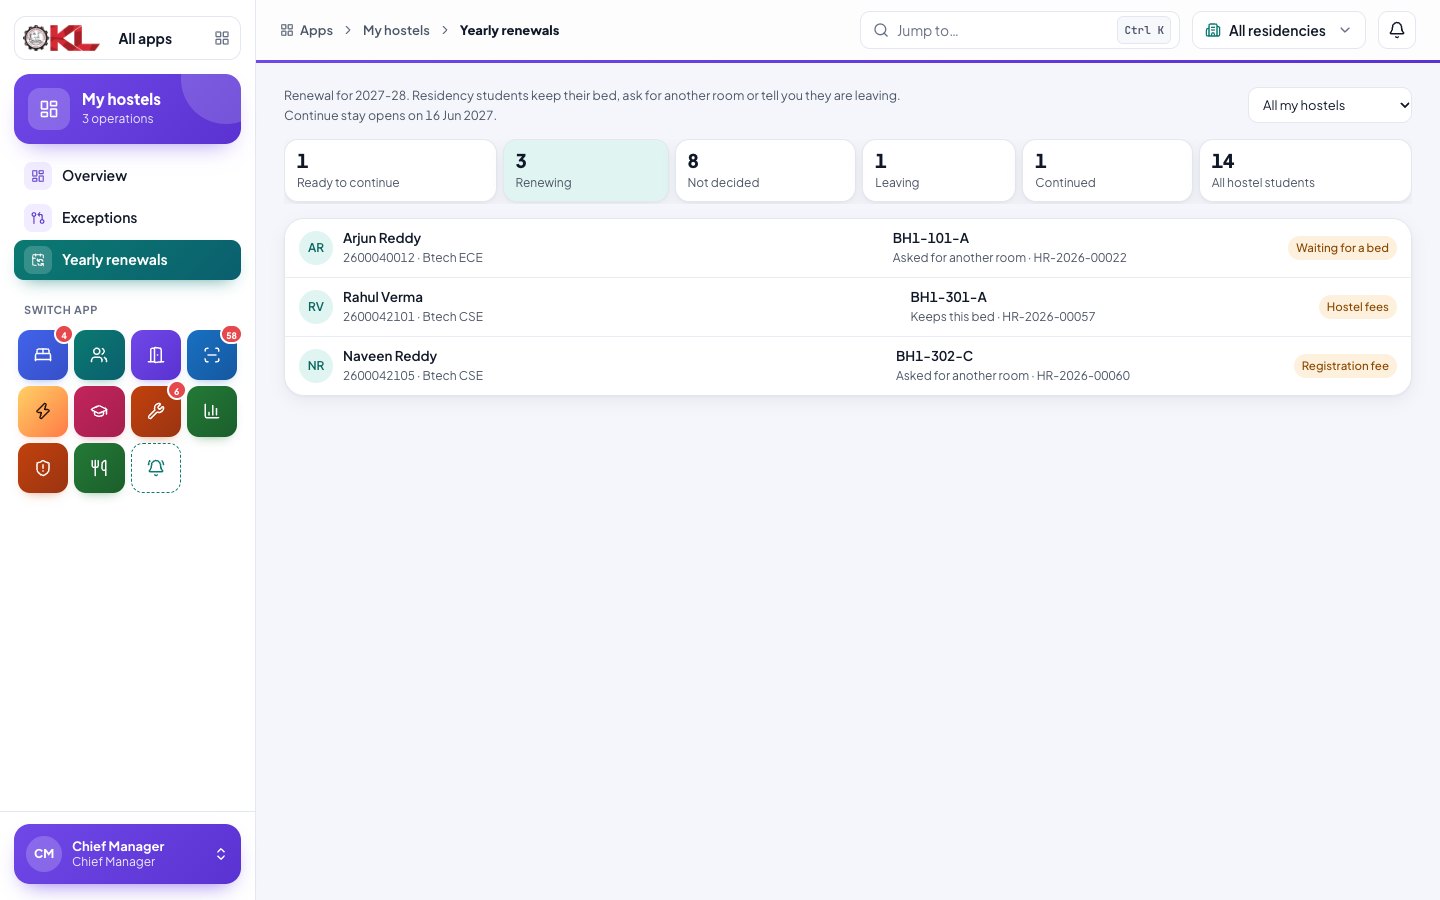 KL
All apps
My hostels
3 operations
Overview
Exceptions
Yearly renewals
SWITCH APP
4
58
6
CM
Chief Manager
Chief Manager
Apps
My hostels
Yearly renewals
Jump to…
Ctrl K
All residencies
Renewal for 2027-28. Residency students keep their bed, ask for another room or tell you they are leaving.
Continue stay opens on 16 Jun 2027.
All my hostels
1
Ready to continue
3
Renewing
8
Not decided
1
Leaving
1
Continued
14
All hostel students
AR
Arjun Reddy
2600040012 · Btech ECE
BH1-101-A
Asked for another room · HR-2026-00022
Waiting for a bed
RV
Rahul Verma
2600042101 · Btech CSE
BH1-301-A
Keeps this bed · HR-2026-00057
Hostel fees
NR
Naveen Reddy
2600042105 · Btech CSE
BH1-302-C
Asked for another room · HR-2026-00060
Registration fee